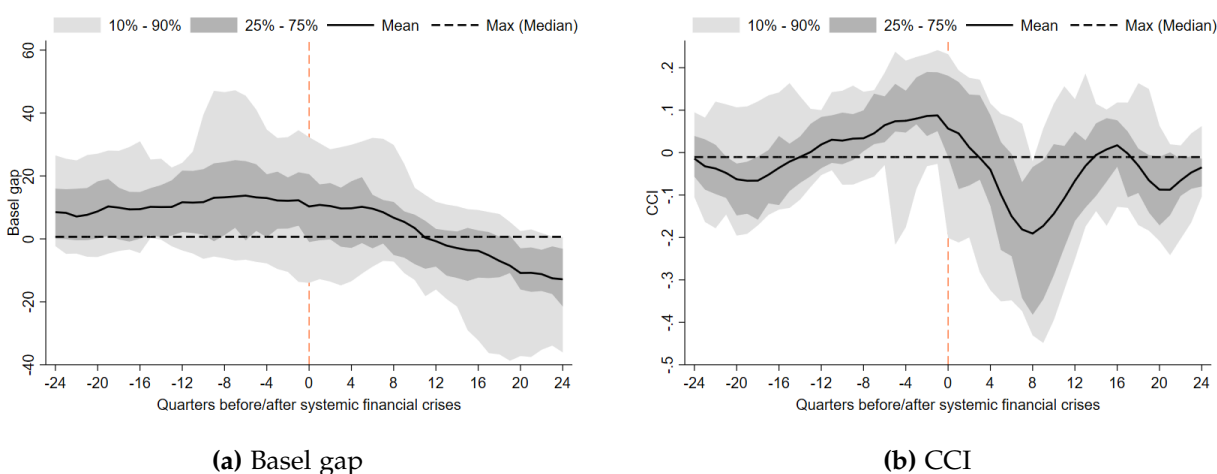 10% - 90% 25% - 75% Mean Max (Median)
Basel gap
60
40
20
0
-20
-40
-24 -20 -16 -12 -8 -4 0 4 8 12 16 20 24
Quarters before/after systemic financial crises
(a) Basel gap
10% - 90% 25% - 75% Mean Max (Median)
CCI
.2
.1
0
-.1
-.2
-.3
-.4
-.5
-24 -20 -16 -12 -8 -4 0 4 8 12 16 20 24
Quarters before/after systemic financial crises
(b) CCI